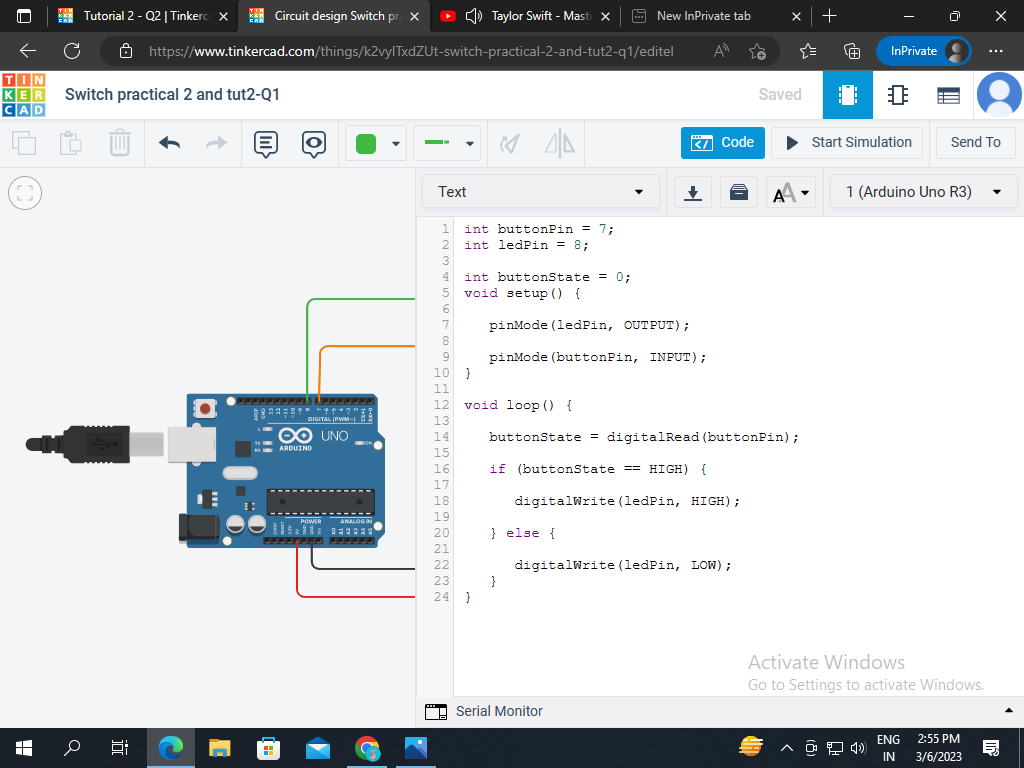 Tutorial 2 - Q2 | Tinkerc
Circuit design Switch pr
Taylor Swift - Mast
New InPrivate tab
https://www.tinkercad.com/things/k2vylTxdZUt-switch-practical-2-and-tut2-q1/editel
InPrivate
TIN
KER
CAD
Switch practical 2 and tut2-Q1
Saved
Code
Start Simulation
Send To
Text
1 (Arduino Uno R3)
1 int buttonPin = 7;
2 int ledPin = 8;
3
4 int buttonState = 0;
5 void setup() {
6
7 pinMode(ledPin, OUTPUT);
8
9 pinMode(buttonPin, INPUT);
10 }
11
12 void loop() {
13
14 buttonState = digitalRead(buttonPin);
15
16 if (buttonState == HIGH) {
17
18 digitalWrite(ledPin, HIGH);
19
20 } else {
21
22 digitalWrite(ledPin, LOW);
23 }
24 }
DIGITAL (PWM~)
UNO
ARDUINO
L
TX
RX
ON
POWER
ANALOG IN
Activate Windows
Go to Settings to activate Windows.
Serial Monitor
ENG
IN
2:55 PM
3/6/2023